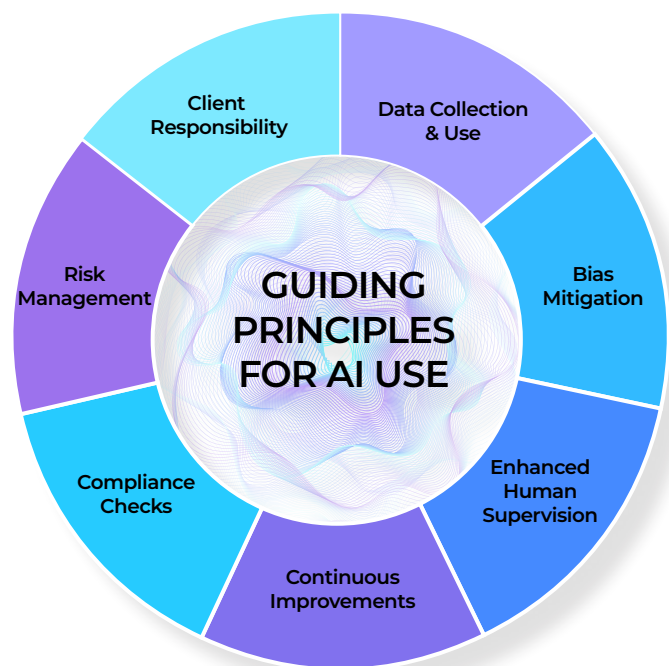 GUIDING
PRINCIPLES
FOR AI USE
Data Collection
& Use
Bias
Mitigation
Enhanced
Human
Supervision
Continuous
Improvements
Compliance
Checks
Risk
Management
Client
Responsibility